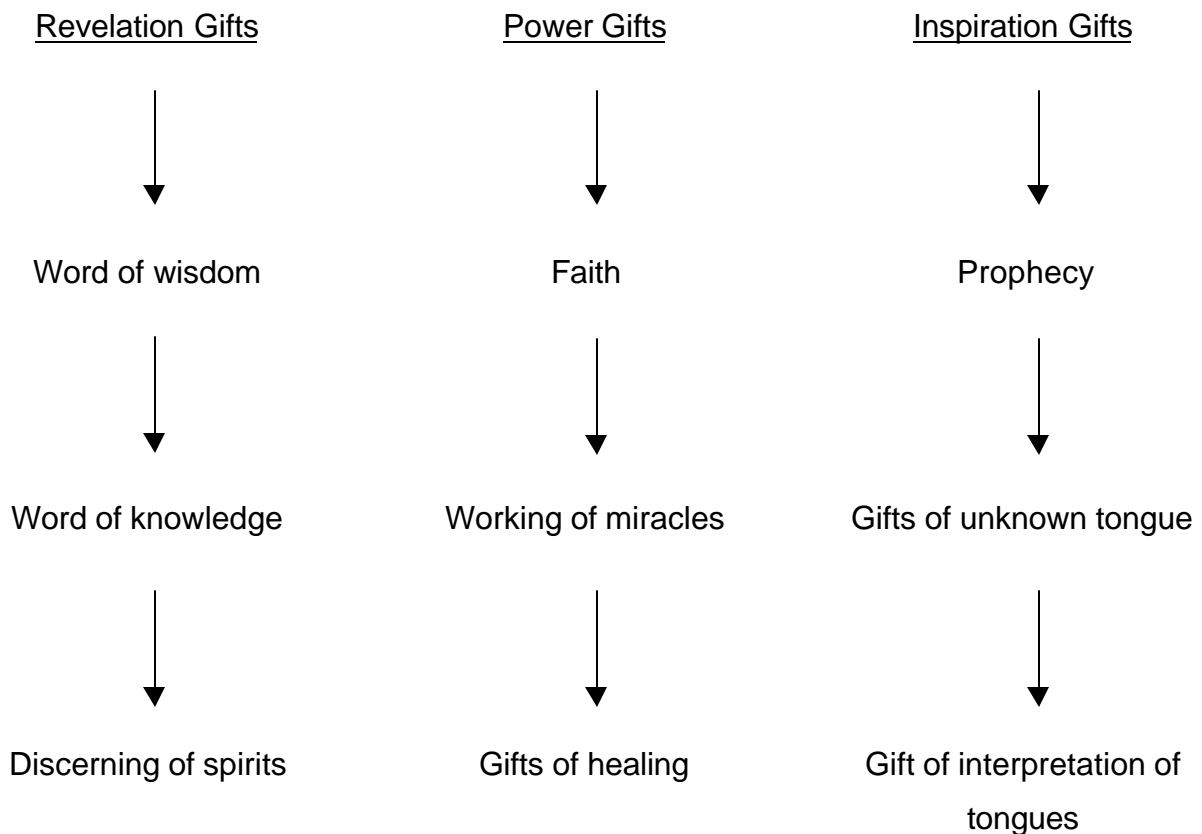 Revelation Gifts
Power Gifts
Inspiration Gifts
Word of wisdom
Faith
Prophecy
Word of knowledge
Working of miracles
Gifts of unknown tongue
Discerning of spirits
Gifts of healing
Gift of interpretation of
tongues